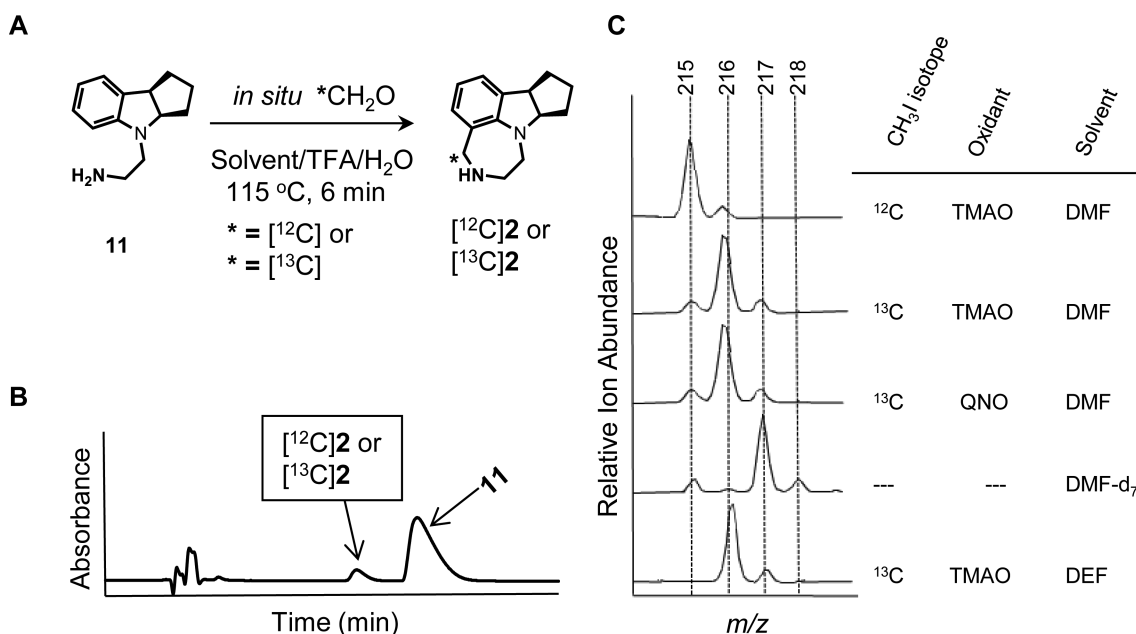 A
N
H₂N
11
in situ *CH₂O
Solvent/TFA/H₂O
115 °C, 6 min
* = [¹²C] or
* = [¹³C]
*
HN
N
[¹²C]2 or
[¹³C]2
B
Absorbance
[¹²C]2 or
[¹³C]2
11
Time (min)
C
Relative Ion Abundance
215
216
217
218
m/z
CH₃I isotope Oxidant Solvent
¹²C TMAO DMF
¹³C TMAO DMF
¹³C QNO DMF
--- --- DMF-d₇
¹³C TMAO DEF